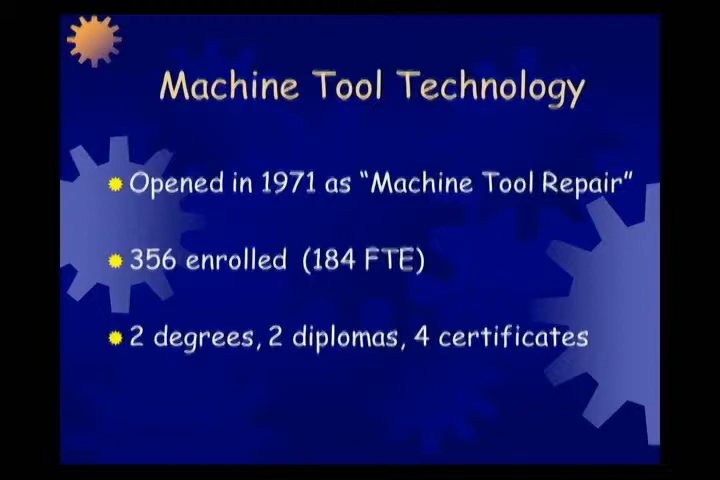 Machine Tool Technology
Opened in 1971 as “Machine Tool Repair”
356 enrolled (184 FTE)
2 degrees, 2 diplomas, 4 certificates